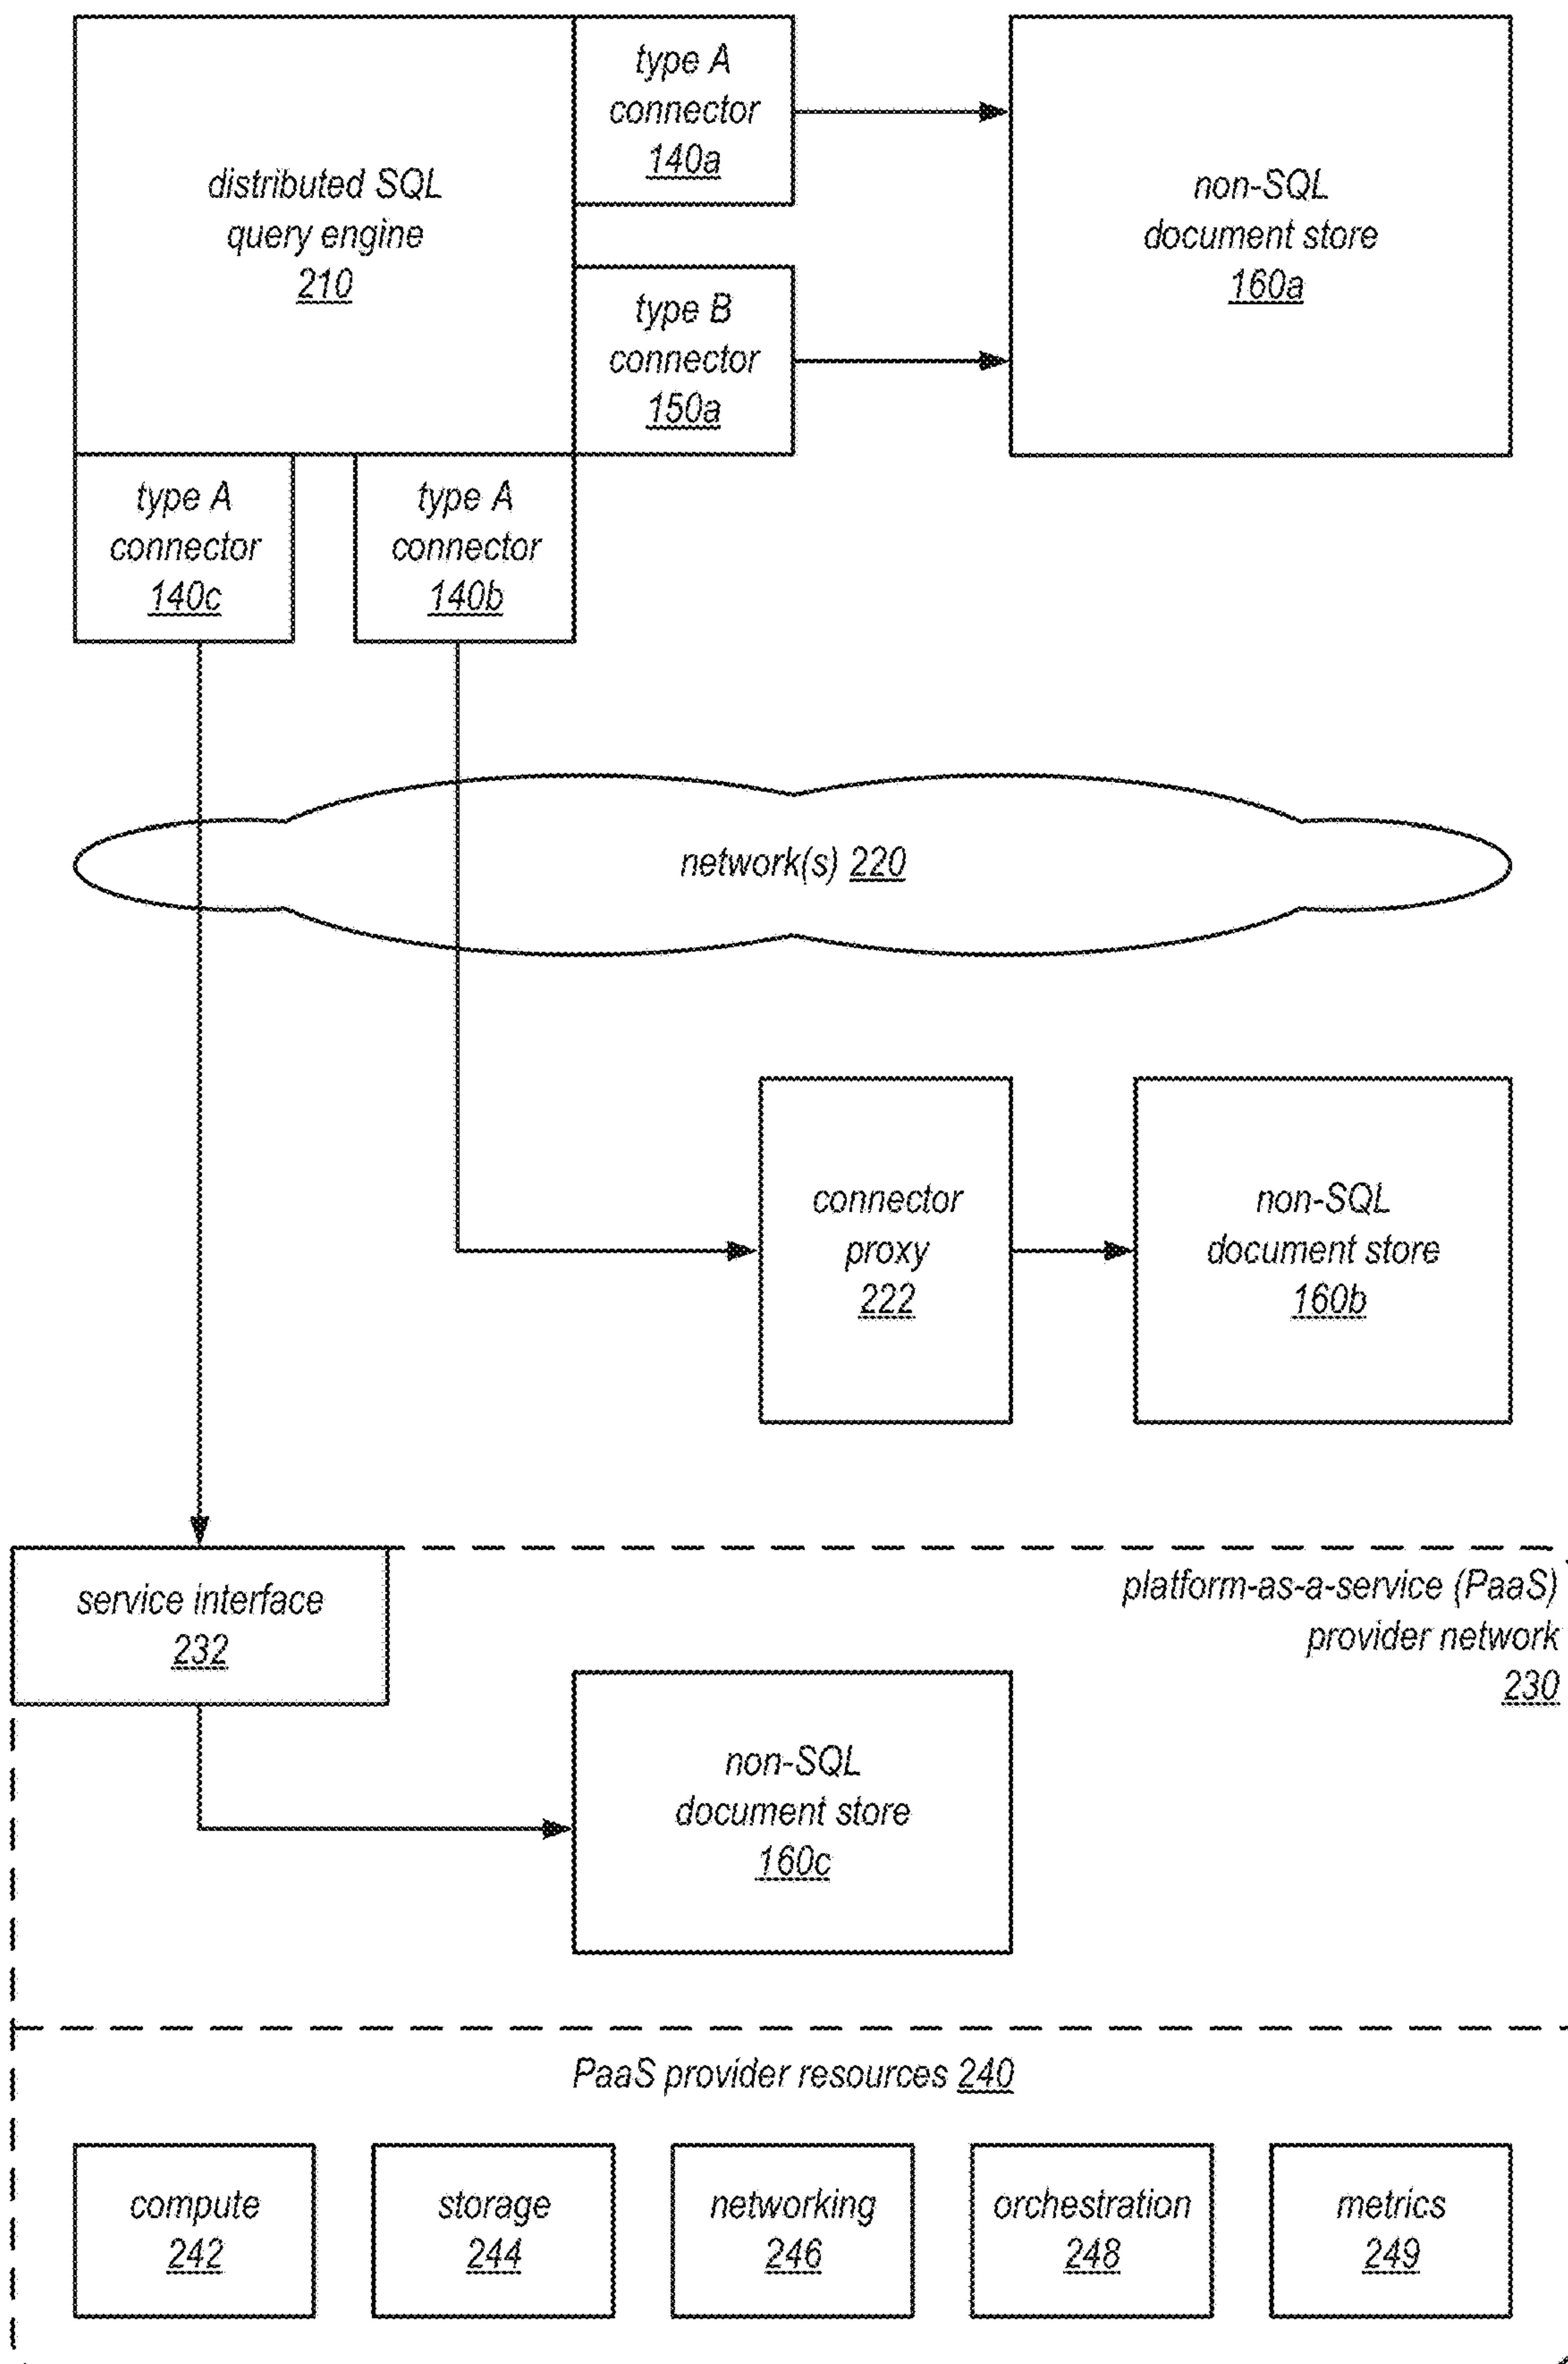 distributed SQL
query engine
210
type A
connector
140a
non-SQL
document store
160a
type B
connector
150a
type A
connector
140c
type A
connector
140b
network(s) 220
connector
proxy
222
non-SQL
document store
160b
service interface
232
platform-as-a-service (PaaS)
provider network
230
non-SQL
document store
160c
PaaS provider resources 240
compute
242
storage
244
networking
246
orchestration
248
metrics
249